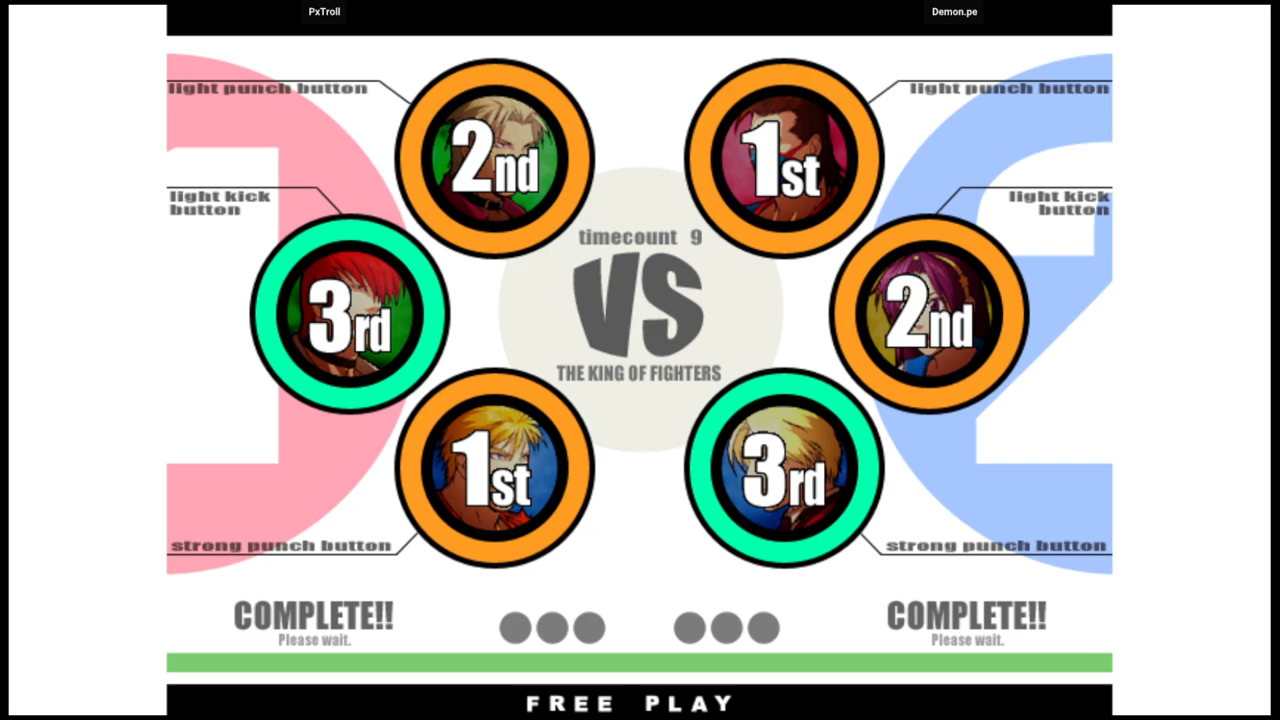 PxTroll
Demon.pe
light punch button
light punch button
2nd
1st
light kick
button
light kick
button
timecount 9
VS
3rd
2nd
THE KING OF FIGHTERS
1st
3rd
strong punch button
strong punch button
COMPLETE!!
Please wait.
COMPLETE!!
Please wait.
FREE PLAY
1
2